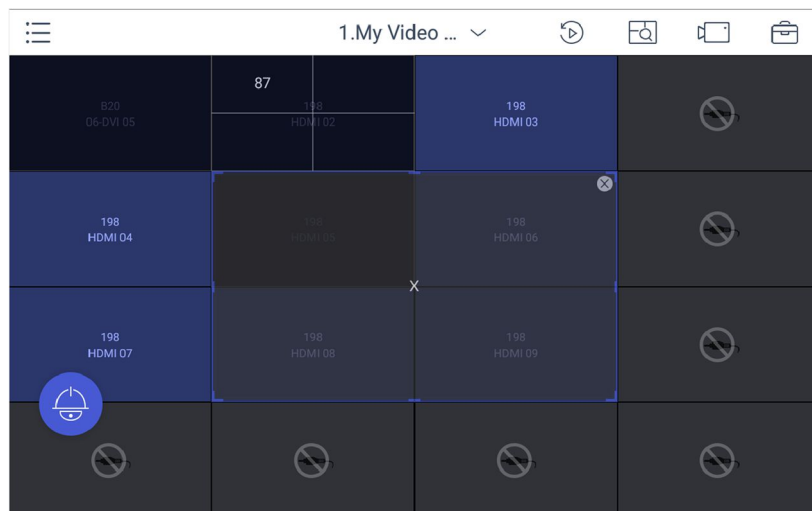 1.My Video ...
87
B20
D6-DVI 05
198
HDMI 02
198
HDMI 03
198
HDMI 04
198
HDMI 05
198
HDMI 06
X
198
HDMI 07
198
HDMI 08
198
HDMI 09